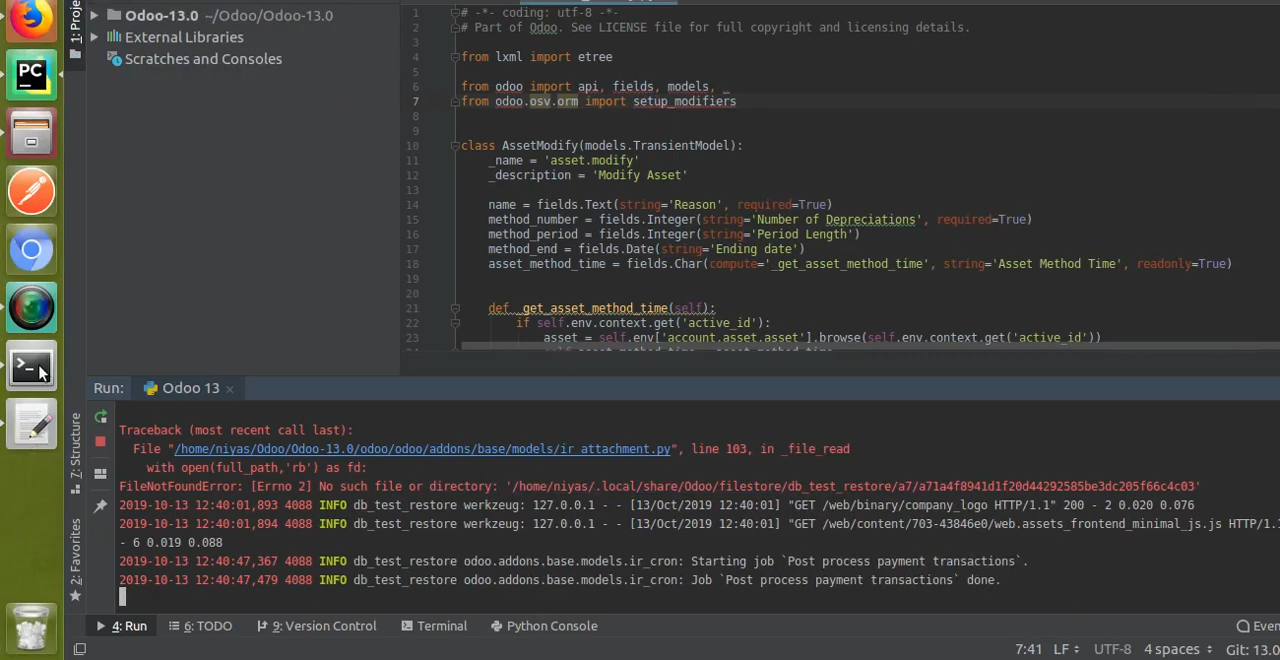 1: Project
Odoo-13.0 ~/Odoo/Odoo-13.0
External Libraries
Scratches and Consoles
1 # -*- coding: utf-8 -*-
2 # Part of Odoo. See LICENSE file for full copyright and licensing details.
3
4 from lxml import etree
5
6 from odoo import api, fields, models, _
7 from odoo.osv.orm import setup_modifiers
8
9
10 class AssetModify(models.TransientModel):
11 _name = 'asset.modify'
12 _description = 'Modify Asset'
13
14 name = fields.Text(string='Reason', required=True)
15 method_number = fields.Integer(string='Number of Depreciations', required=True)
16 method_period = fields.Integer(string='Period Length')
17 method_end = fields.Date(string='Ending date')
18 asset_method_time = fields.Char(compute='_get_asset_method_time', string='Asset Method Time', readonly=True)
19
20
21 def _get_asset_method_time(self):
22 if self.env.context.get('active_id'):
23 asset = self.env['account.asset.asset'].browse(self.env.context.get('active_id'))
Run: Odoo 13 ×
Traceback (most recent call last):
File "/home/niyas/Odoo/Odoo-13.0/odoo/odoo/addons/base/models/ir_attachment.py", line 103, in _file_read
with open(full_path,'rb') as fd:
FileNotFoundError: [Errno 2] No such file or directory: '/home/niyas/.local/share/Odoo/filestore/db_test_restore/a7/a71a4f8941d1f20d44292585be3dc205f66c4c03'
2019-10-13 12:40:01,893 4088 INFO db_test_restore werkzeug: 127.0.0.1 - - [13/Oct/2019 12:40:01] "GET /web/binary/company_logo HTTP/1.1" 200 - 2 0.020 0.076
2019-10-13 12:40:01,894 4088 INFO db_test_restore werkzeug: 127.0.0.1 - - [13/Oct/2019 12:40:01] "GET /web/content/703-43846e0/web.assets_frontend_minimal_js.js HTTP/1.
- 6 0.019 0.088
2019-10-13 12:40:47,367 4088 INFO db_test_restore odoo.addons.base.models.ir_cron: Starting job `Post process payment transactions`.
2019-10-13 12:40:47,479 4088 INFO db_test_restore odoo.addons.base.models.ir_cron: Job `Post process payment transactions` done.
7: Structure
2: Favorites
4: Run 6: TODO 9: Version Control Terminal Python Console Even
7:41 LF UTF-8 4 spaces Git: 13.0
PC
>_